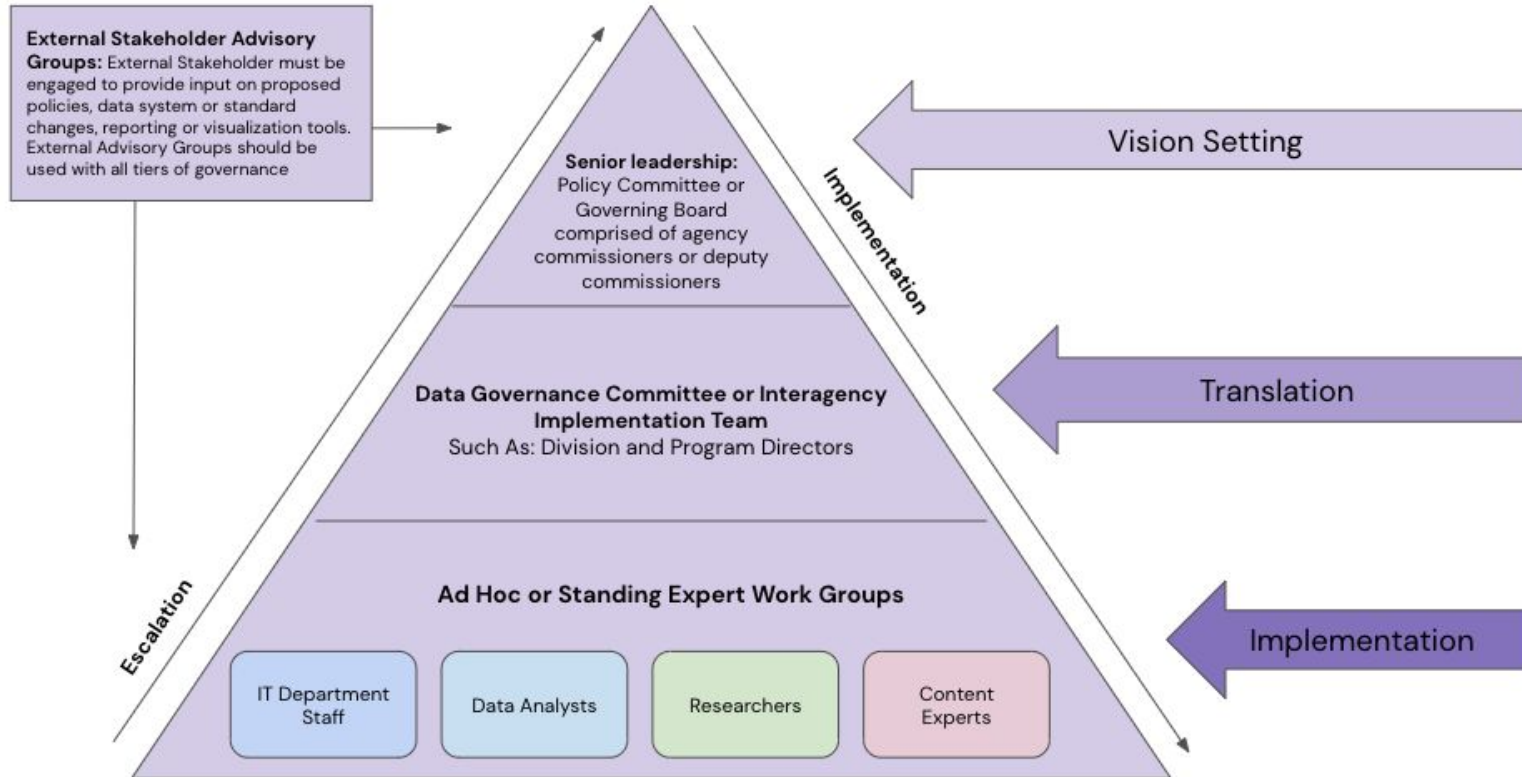 External Stakeholder Advisory
Groups: External Stakeholder must be
engaged to provide input on proposed
policies, data system or standard
changes, reporting or visualization tools.
External Advisory Groups should be
used with all tiers of governance
Senior leadership:
Policy Committee or
Governing Board
comprised of agency
commissioners or deputy
commissioners
Implementation
Vision Setting
Data Governance Committee or Interagency
Implementation Team
Such As: Division and Program Directors
Translation
Escalation
Ad Hoc or Standing Expert Work Groups
IT Department
Staff
Data Analysts
Researchers
Content
Experts
Implementation